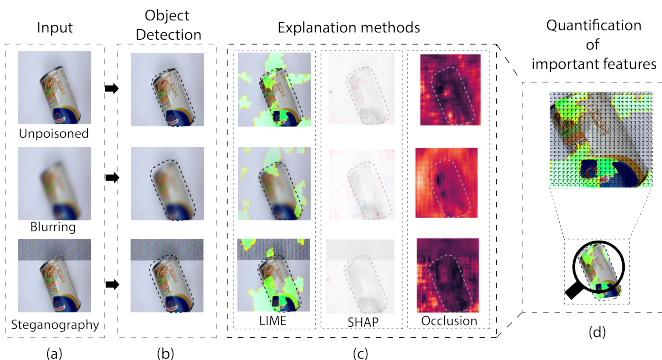 Input
Object
Detection
Explanation methods
Quantification
of
important features
Unpoisoned
Blurring
Steganography
LIME
SHAP
Occlusion
(a)
(b)
(c)
(d)